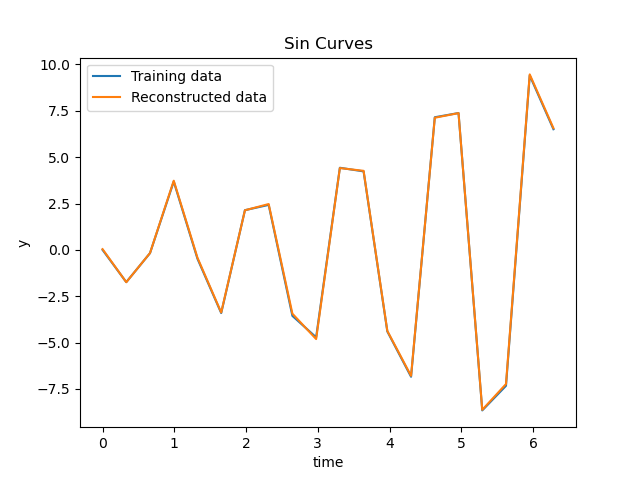 Sin Curves
Training data
Reconstructed data
10.0
7.5
5.0
2.5
0.0
−2.5
−5.0
−7.5
y
0 1 2 3 4 5 6
time